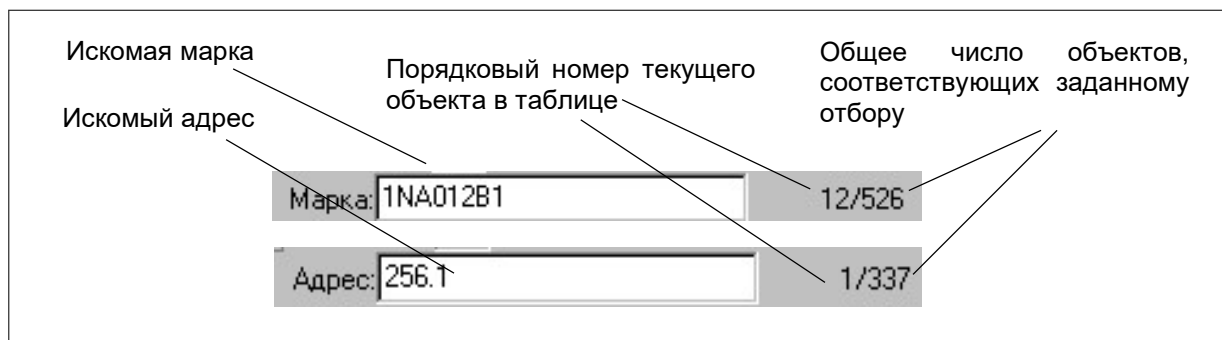 Искомая марка
Порядковый номер текущего
объекта в таблице
Общее число объектов,
соответствующих заданному
отбору
Искомый адрес
Марка: 1NA012B1 12/526
Адрес: 256.1 1/337